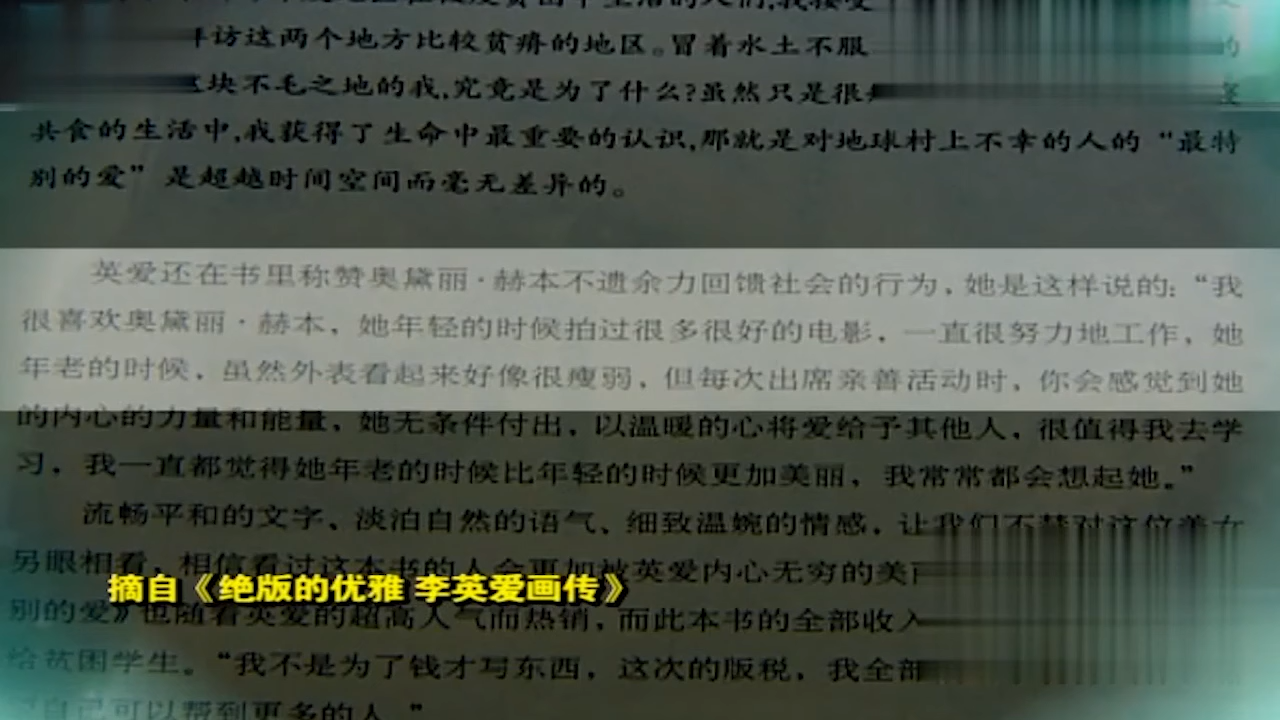 访这两个地方比较贫瘠的地区。冒着水土不服 的
块不毛之地的我,究竟是为了什么?虽然只是很
共食的生活中,我获得了生命中最重要的认识,那就是对地球村上不幸的人的“最特
别的爱”是超越时间空间而毫无差异的。
英爱还在书里称赞奥黛丽·赫本不遗余力回馈社会的行为，她是这样说的：“我
很喜欢奥黛丽·赫本，她年轻的时候拍过很多很好的电影，一直很努力地工作，她
年老的时候，虽然外表看起来好像很瘦弱，但每次出席亲善活动时，你会感觉到她
的内心的力量和能量，她无条件付出，以温暖的心将爱给予其他人，很值得我去学
习，我一直都觉得她年老的时候比年轻的时候更加美丽，我常常都会想起她。”
流畅平和的文字、淡泊自然的语气、细致温婉的情感，让我们不禁对这位美女
另眼相看，相信看过这本书的人会更加被英爱内心无穷的美
摘自《绝版的优雅 李英爱画传》
别的爱》也随着英爱的超高人气而热销，而此本书的全部收入
给贫困学生。“我不是为了钱才写东西，这次的版税，我全部
自己可以帮到更多的人。”